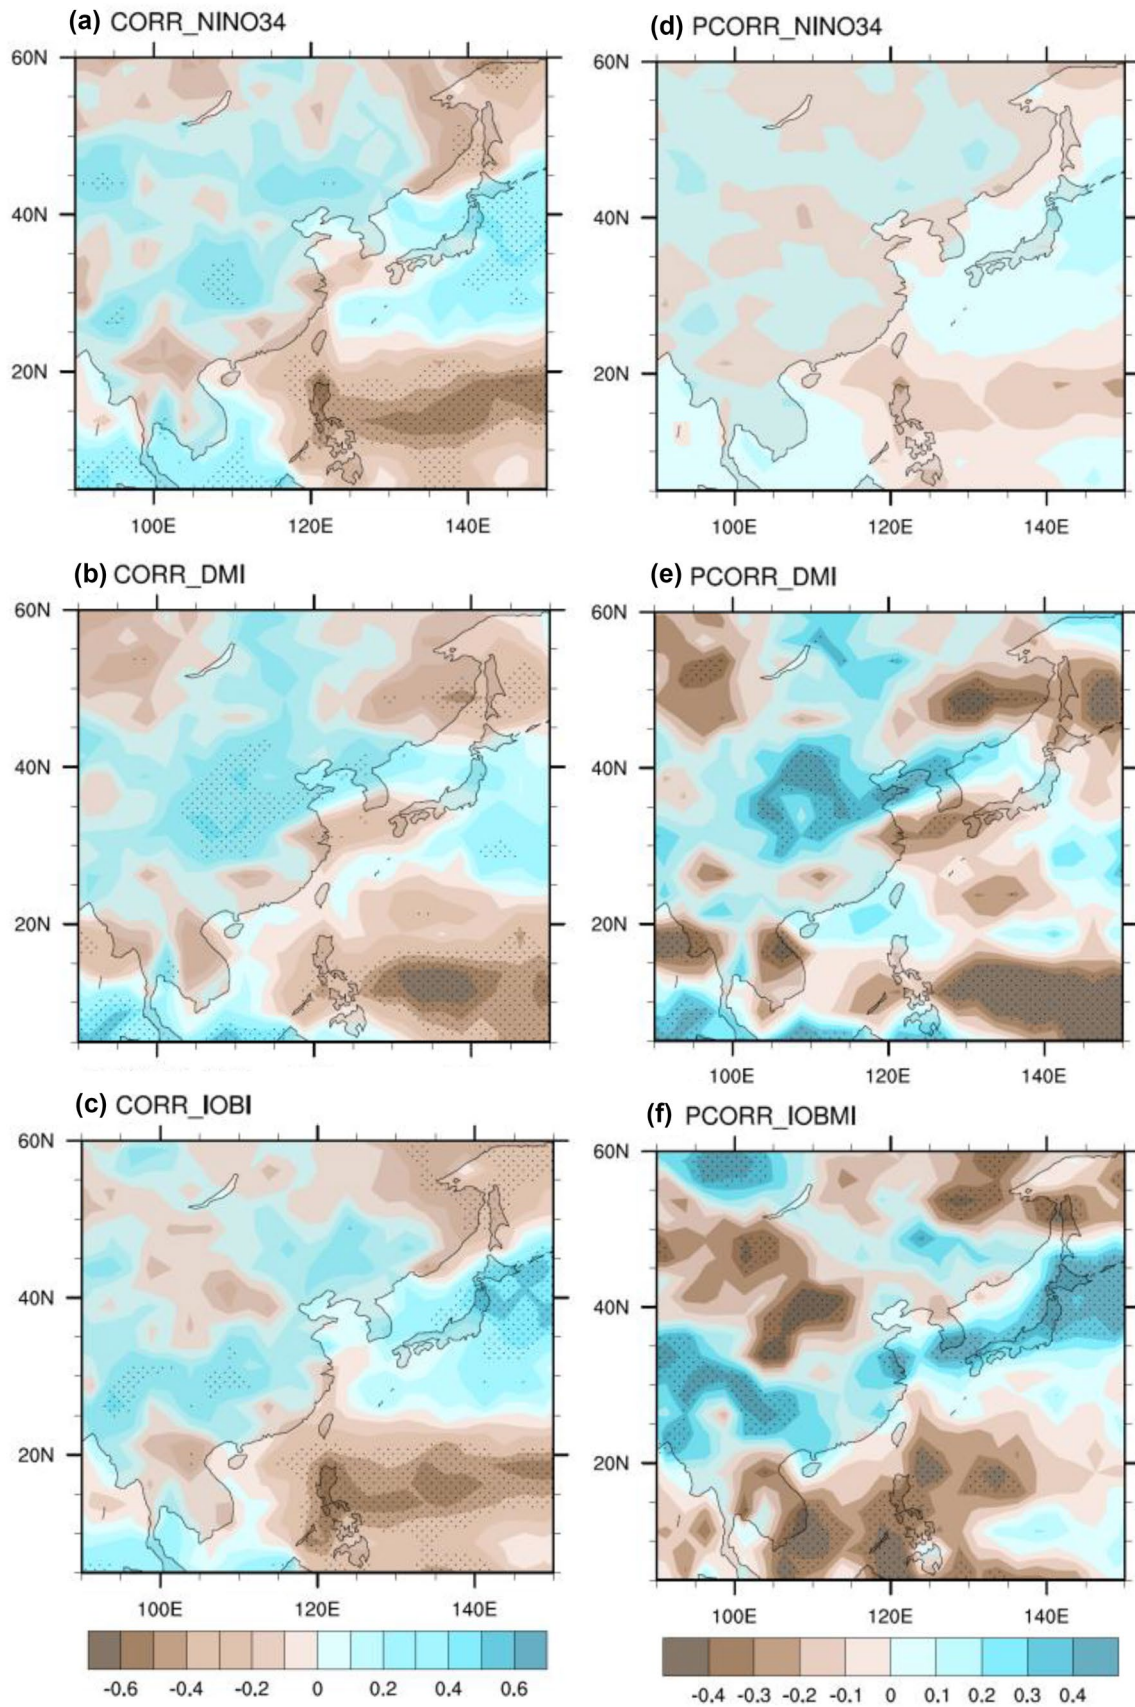 (a) CORR_NINO34
60N
40N
20N
100E 120E 140E
(d) PCORR_NINO34
60N
40N
20N
100E 120E 140E
(b) CORR_DMI
60N
40N
20N
(e) PCORR_DMI
60N
40N
20N
100E 120E 140E
(c) CORR_IOBI
60N
40N
20N
100E 120E 140E
-0.6 -0.4 -0.2 0 0.2 0.4 0.6
(f) PCORR_IOBMI
60N
40N
20N
100E 120E 140E
-0.4 -0.3 -0.2 -0.1 0 0.1 0.2 0.3 0.4